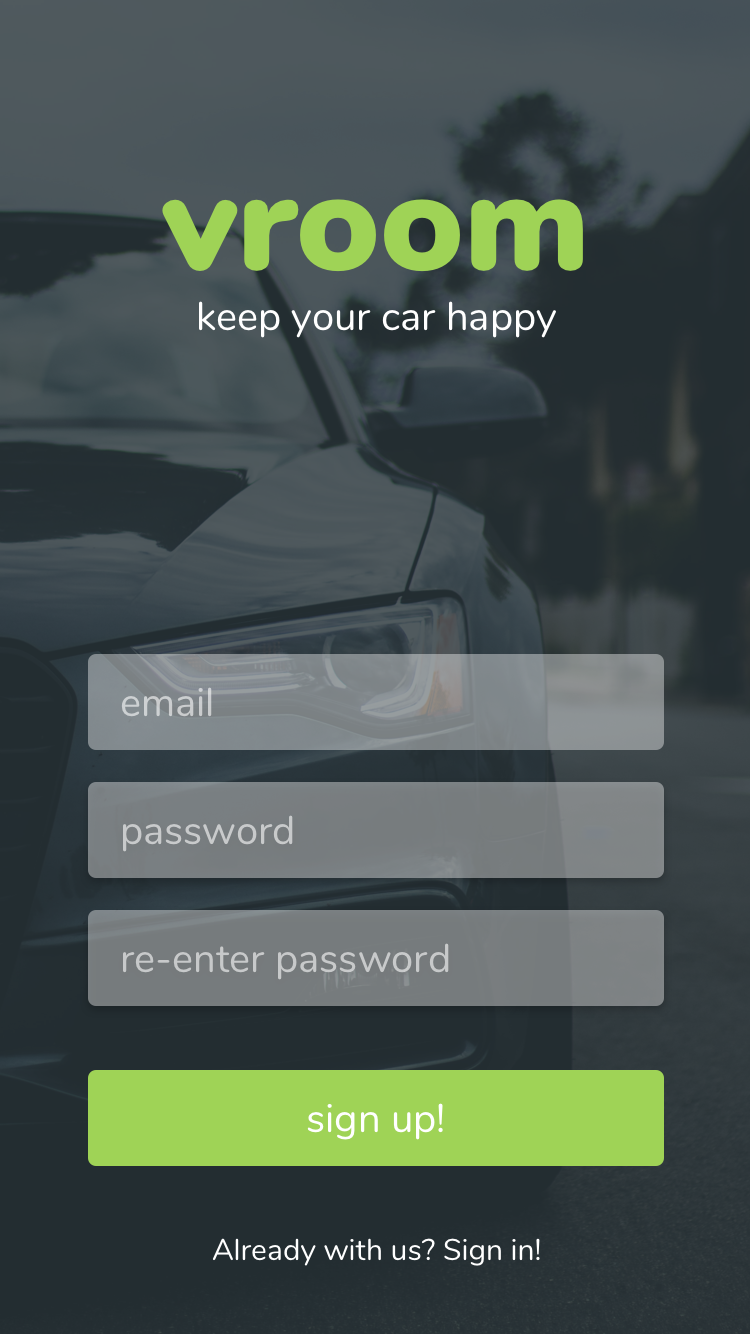 vroom
keep your car happy
email
password
re-enter password
sign up!
Already with us? Sign in!